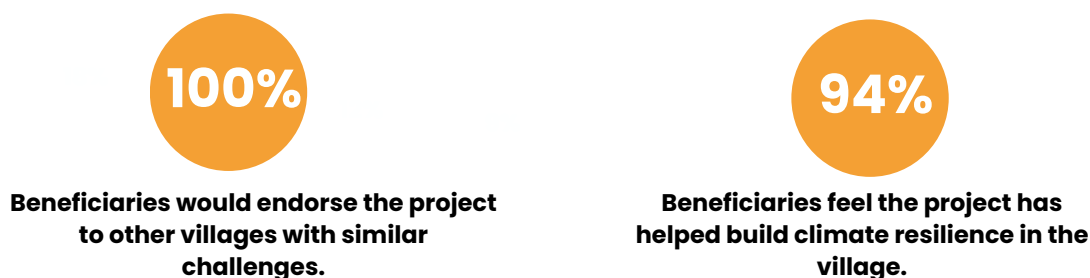 100%
Beneficiaries would endorse the project
to other villages with similar
challenges.
94%
Beneficiaries feel the project has
helped build climate resilience in the
village.